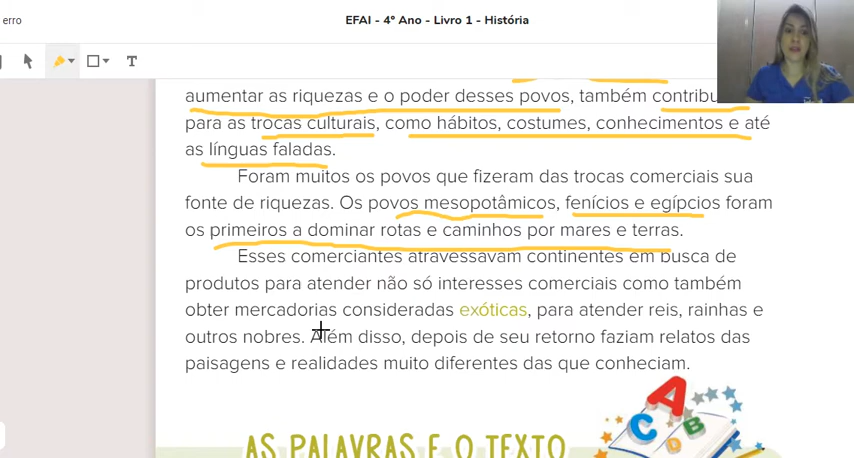 erro
EFAI - 4º Ano - Livro 1 - História
T
aumentar as riquezas e o poder desses povos, também
para as trocas culturais, como hábitos, costumes, conhecimentos e até
as línguas faladas.
Foram muitos os povos que fizeram das trocas comerciais sua
fonte de riquezas. Os povos mesopotâmicos, fenícios e egípcios foram
os primeiros a dominar rotas e caminhos por mares e terras.
Esses comerciantes atravessavam continentes em busca de
produtos para atender não só interesses comerciais como também
obter mercadorias consideradas exóticas, para atender reis, rainhas e
outros nobres. Além disso, depois de seu retorno faziam relatos das
paisagens e realidades muito diferentes das que conheciam.
A
C B
D
AS PALAVRAS E O TEXTO